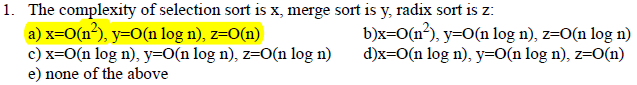 1. The complexity of selection sort is x, merge sort is y, radix sort is z:
a) x=O(n²), y=O(n log n), z=O(n) b)x=O(n²), y=O(n log n), z=O(n log n)
c) x=O(n log n), y=O(n log n), z=O(n log n) d)x=O(n log n), y=O(n log n), z=O(n)
e) none of the above